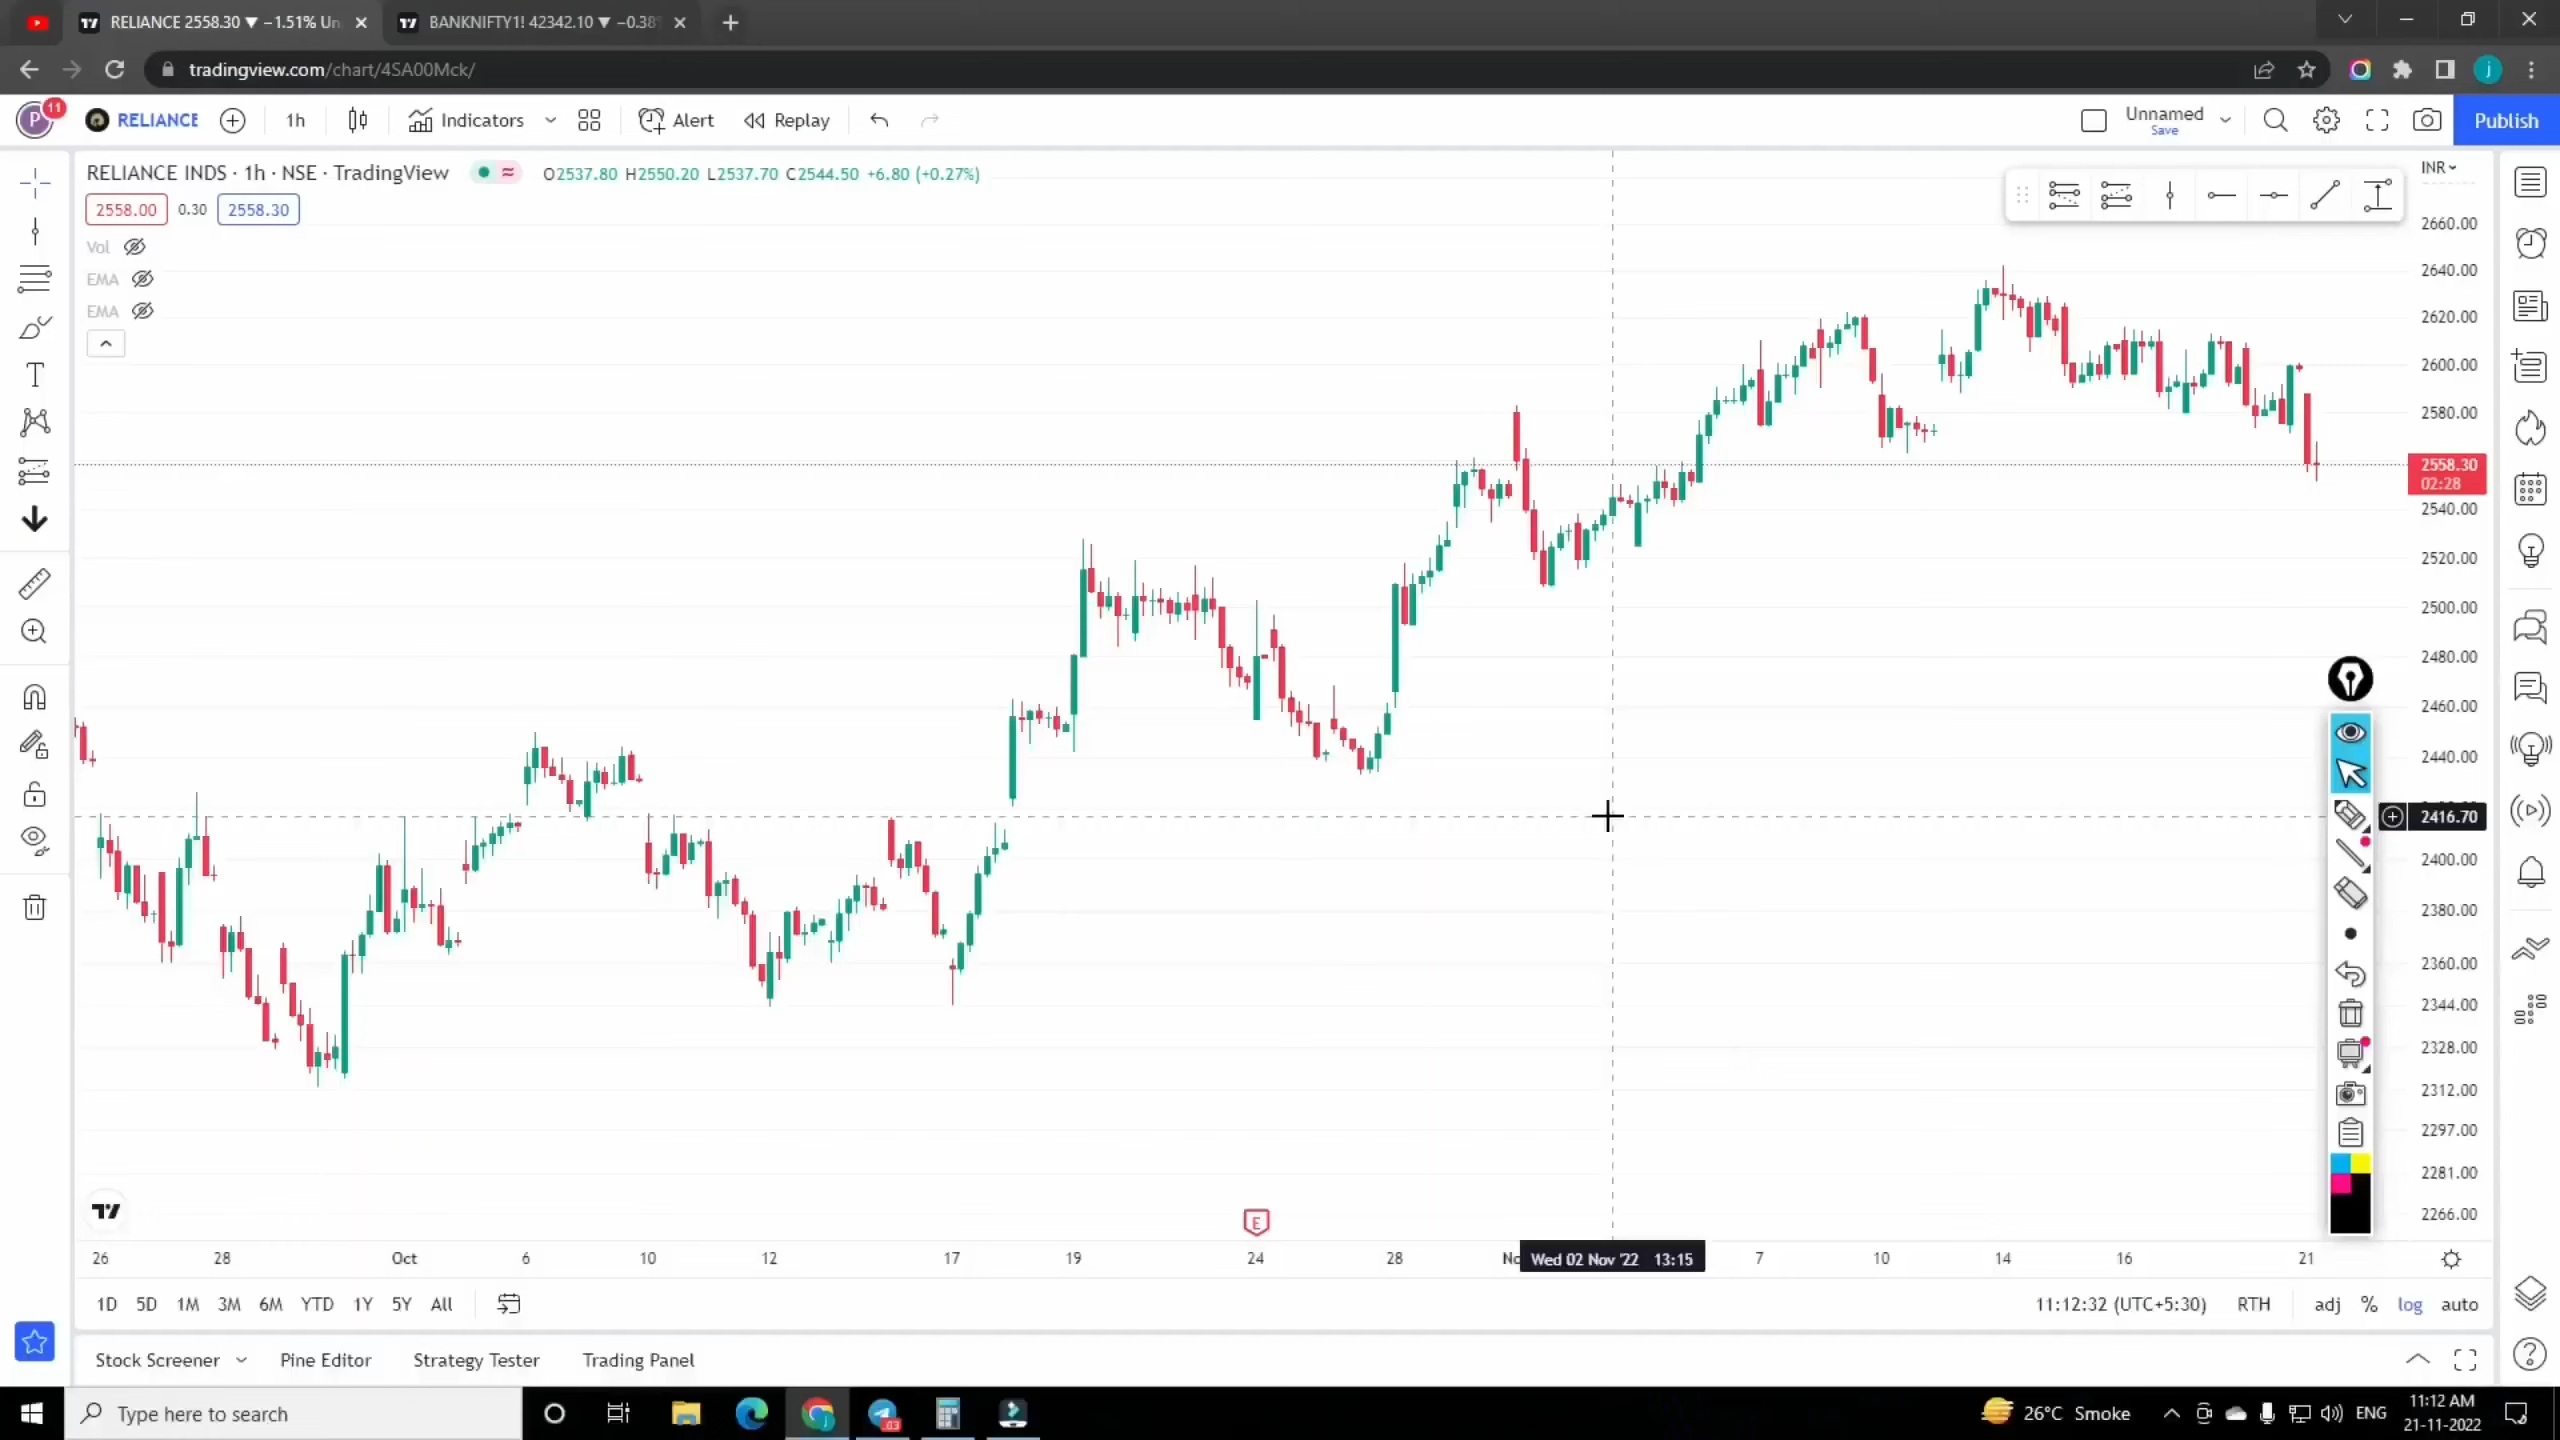 RELIANCE 2558.30 ▼ −1.51% Un
BANKNIFTY1! 42342.10 ▼ −0.38
tradingview.com/chart/4SA00Mck/
j
P
11
RELIANCE
1h
Indicators
Alert
Replay
Unnamed
Save
Publish
RELIANCE INDS · 1h · NSE · TradingView
O2537.80 H2550.20 L2537.70 C2544.50 +6.80 (+0.27%)
2558.00
0.30
2558.30
Vol
EMA
EMA
INR
2660.00
2640.00
2620.00
2600.00
2580.00
2558.30
02:28
2540.00
2520.00
2500.00
2480.00
2460.00
2440.00
2416.70
2400.00
2380.00
2360.00
2344.00
2328.00
2312.00
2297.00
2281.00
2266.00
E
26
28
Oct
6
10
12
17
19
24
28
Wed 02 Nov '22 13:15
7
10
14
16
21
1D
5D
1M
3M
6M
YTD
1Y
5Y
All
11:12:32 (UTC+5:30)
RTH
adj
%
log
auto
Stock Screener
Pine Editor
Strategy Tester
Trading Panel
Type here to search
26°C Smoke
ENG
11:12 AM
21-11-2022